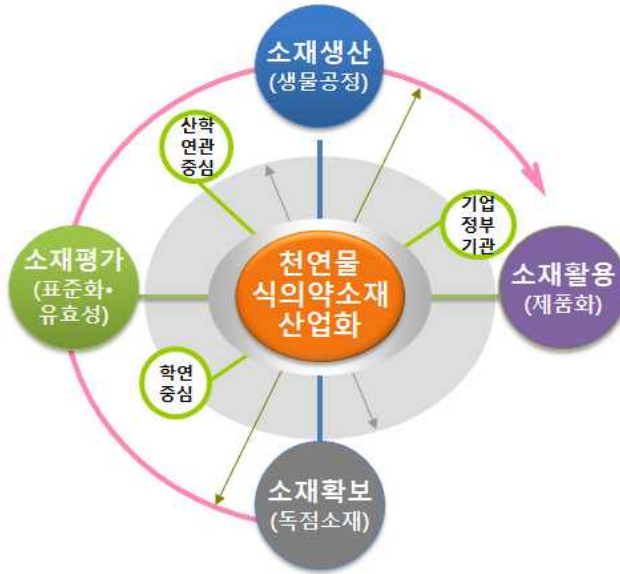 소재생산
(생물공정)
산학
연관
중심
기업
정부
기관
소재평가
(표준화•
유효성)
천연물
식의약소재
산업화
소재활용
(제품화)
학연
중심
소재확보
(독점소재)